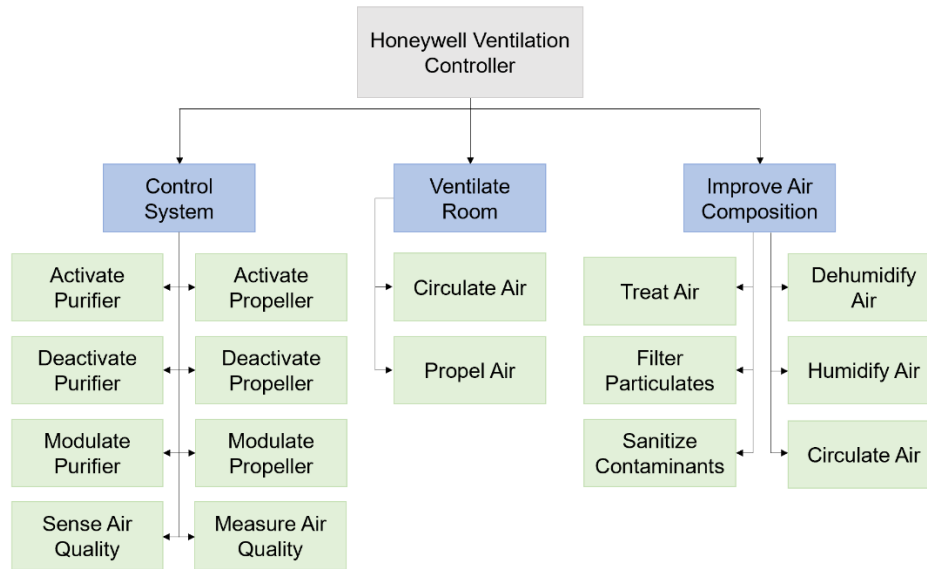 Honeywell Ventilation
Controller
Control
System
Ventilate
Room
Improve Air
Composition
Activate
Purifier
Activate
Propeller
Deactivate
Purifier
Deactivate
Propeller
Modulate
Purifier
Modulate
Propeller
Sense Air
Quality
Measure Air
Quality
Circulate Air
Propel Air
Treat Air
Dehumidify
Air
Filter
Particulates
Humidify Air
Sanitize
Contaminants
Circulate Air